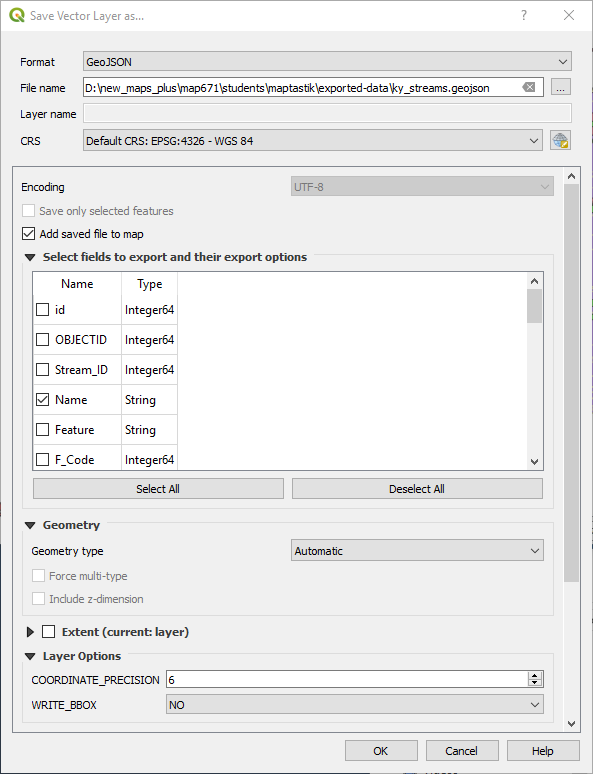 Save Vector Layer as...
Format GeoJSON
File name D:\new_maps_plus\map671\students\maptastik\exported-data\ky_streams.geojson ...
Layer name
CRS Default CRS: EPSG:4326 - WGS 84
Encoding UTF-8
Save only selected features
Add saved file to map
Select fields to export and their export options
Name Type
id Integer64
OBJECTID Integer64
Stream_ID Integer64
Name String
Feature String
F_Code Integer64
Select All Deselect All
Geometry
Geometry type Automatic
Force multi-type
Include z-dimension
Extent (current: layer)
Layer Options
COORDINATE_PRECISION 6
WRITE_BBOX NO
OK Cancel Help